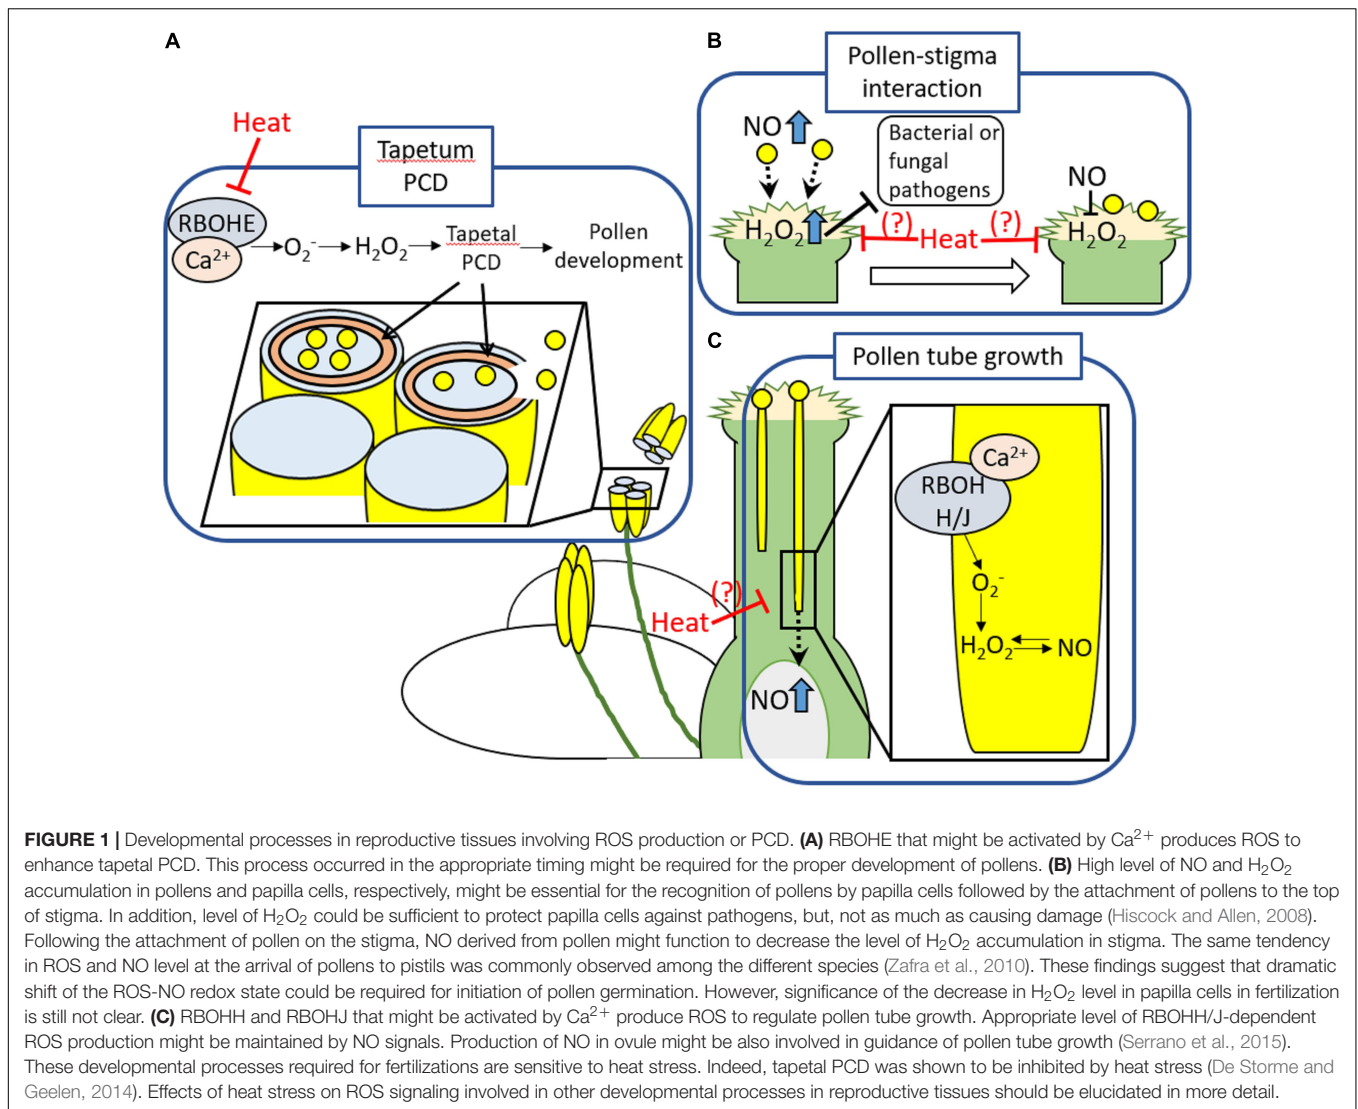 A
Heat
Tapetum
PCD
RBOHE
Ca2+
O2-
H2O2
Tapetal
PCD
Pollen
development
B
Pollen-stigma
interaction
NO
Bacterial or
fungal
pathogens
H2O2
(?)
Heat
(?)
NO
H2O2
C
Pollen tube growth
Ca2+
RBOH
H/J
O2-
H2O2
NO
(?)
Heat
NO
FIGURE 1 | Developmental processes in reproductive tissues involving ROS production or PCD. (A) RBOHE that might be activated by Ca2+ produces ROS to
enhance tapetal PCD. This process occurred in the appropriate timing might be required for the proper development of pollens. (B) High level of NO and H2O2
accumulation in pollens and papilla cells, respectively, might be essential for the recognition of pollens by papilla cells followed by the attachment of pollens to the top
of stigma. In addition, level of H2O2 could be sufficient to protect papilla cells against pathogens, but, not as much as causing damage (Hiscock and Allen, 2008).
Following the attachment of pollen on the stigma, NO derived from pollen might function to decrease the level of H2O2 accumulation in stigma. The same tendency
in ROS and NO level at the arrival of pollens to pistils was commonly observed among the different species (Zafra et al., 2010). These findings suggest that dramatic
shift of the ROS-NO redox state could be required for initiation of pollen germination. However, significance of the decrease in H2O2 level in papilla cells in fertilization
is still not clear. (C) RBOHH and RBOHJ that might be activated by Ca2+ produce ROS to regulate pollen tube growth. Appropriate level of RBOHH/J-dependent
ROS production might be maintained by NO signals. Production of NO in ovule might be also involved in guidance of pollen tube growth (Serrano et al., 2015).
These developmental processes required for fertilizations are sensitive to heat stress. Indeed, tapetal PCD was shown to be inhibited by heat stress (De Storme and
Geelen, 2014). Effects of heat stress on ROS signaling involved in other developmental processes in reproductive tissues should be elucidated in more detail.